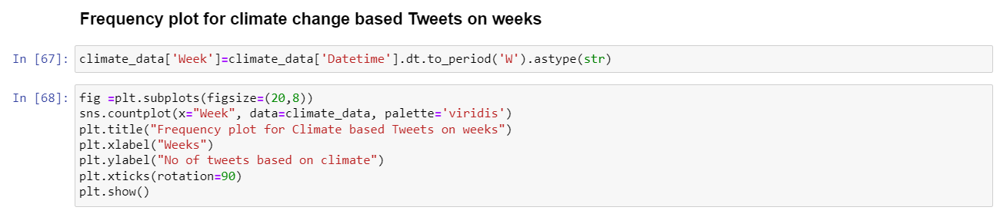 Frequency plot for climate change based Tweets on weeks
In [67]: climate_data['Week']=climate_data['Datetime'].dt.to_period('W').astype(str)
In [68]: fig =plt.subplots(figsize=(20,8))
sns.countplot(x="Week", data=climate_data, palette='viridis')
plt.title("Frequency plot for Climate based Tweets on weeks")
plt.xlabel("Weeks")
plt.ylabel("No of tweets based on climate")
plt.xticks(rotation=90)
plt.show()